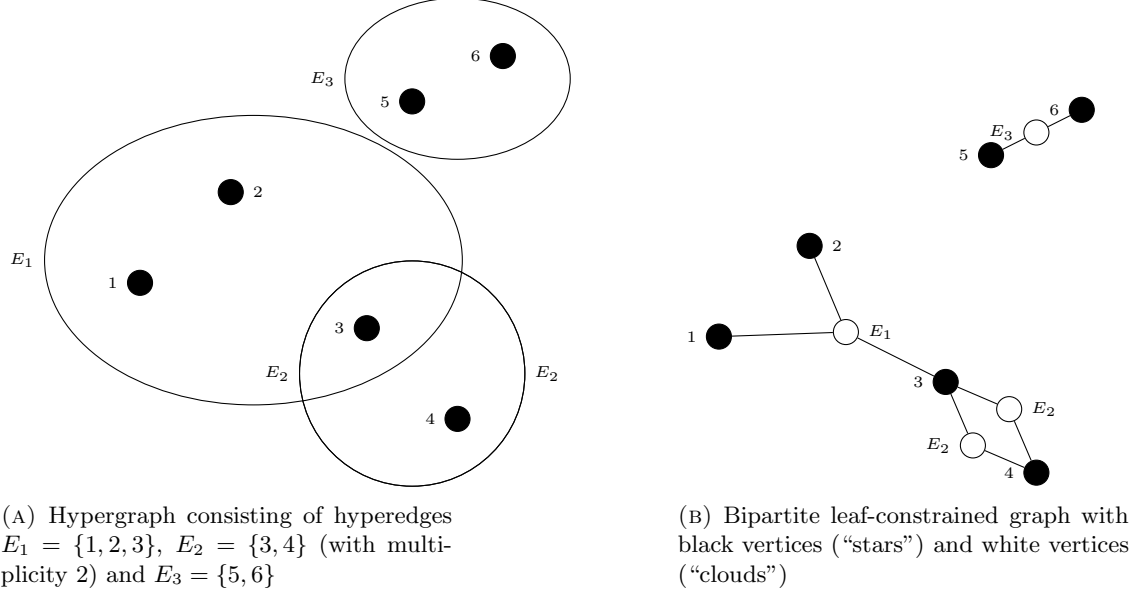 6
E₃
5
2
E₁
1
3
E₂
E₂
4
(A) Hypergraph consisting of hyperedges
E₁ = {1, 2, 3}, E₂ = {3, 4} (with multi-
plicity 2) and E₃ = {5, 6}
6
E₃
5
2
1
E₁
3
E₂
E₂
4
(B) Bipartite leaf-constrained graph with
black vertices (“stars”) and white vertices
(“clouds”)